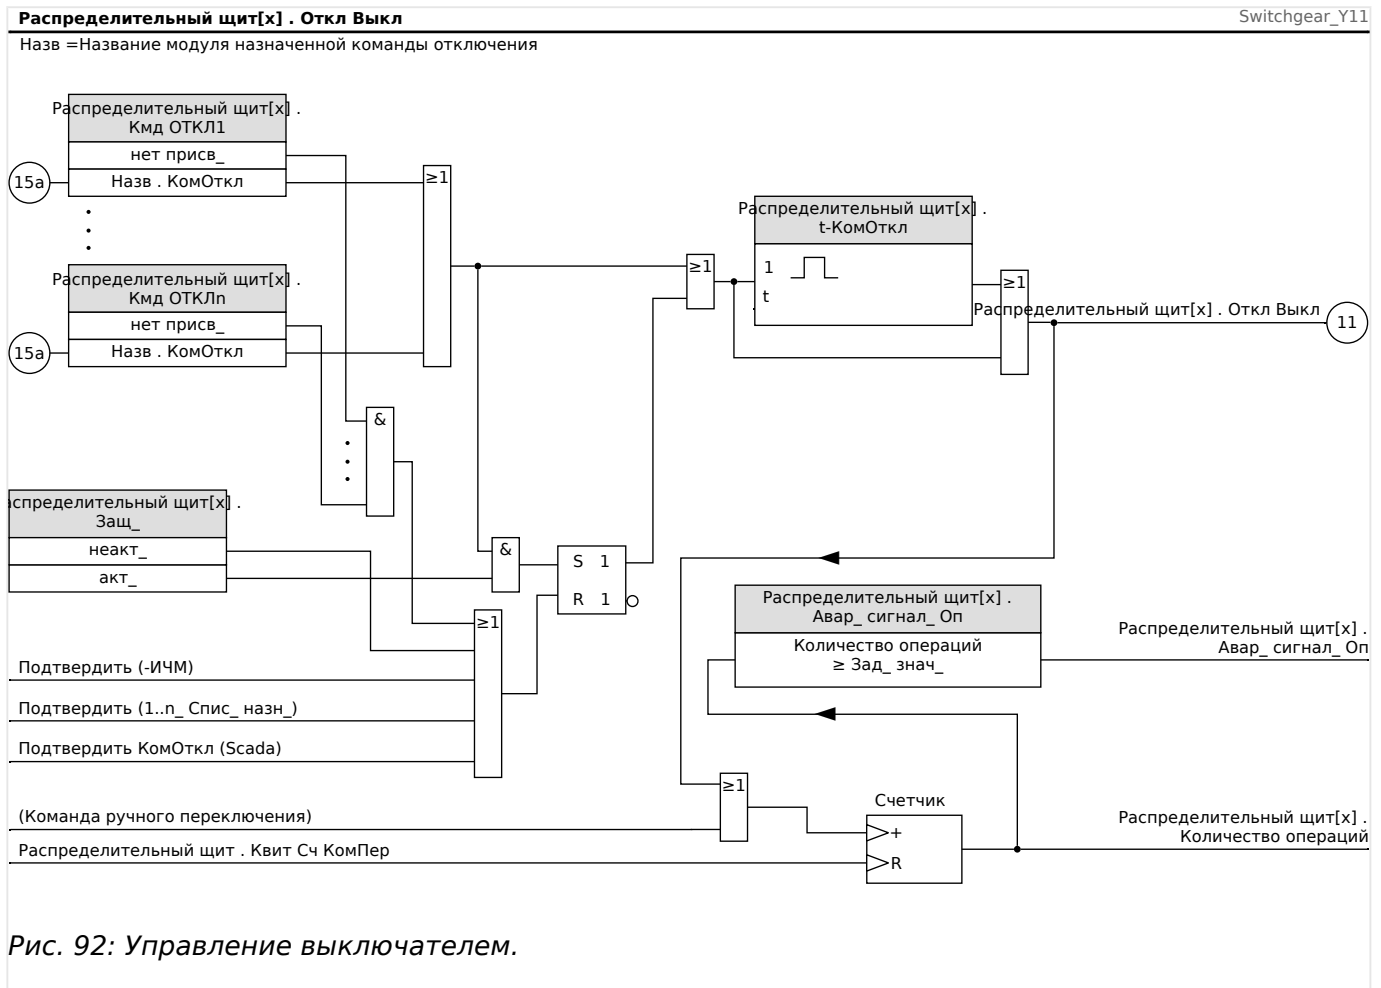 Распределительный щит[x] . Откл Выкл
Switchgear_Y11
Назв =Название модуля назначенной команды отключения
Распределительный щит[x] .
Кмд ОТКЛ1
нет присв_
15a
Назв . КомОткл
≥1
Распределительный щит[x] .
t-КомОткл
1
t
Распределительный щит[x] .
Кмд ОТКЛn
нет присв_
15a
Назв . КомОткл
≥1
≥1
Распределительный щит[x] . Откл Выкл
11
&
аспределительный щит[x] .
Защ_
неакт_
акт_
&
S 1
R 1
≥1
Подтвердить (-ИЧМ)
Подтвердить (1..n_ Спис_ назн_)
Подтвердить КомОткл (Scada)
Распределительный щит[x] .
Авар_ сигнал_ Оп
Количество операций
≥ Зад_ знач_
Распределительный щит[x] .
Авар_ сигнал_ Оп
≥1
Счетчик
(Команда ручного переключения)
+
Распределительный щит[x] .
Количество операций
Распределительный щит . Квит Сч КомПер
R
Рис. 92: Управление выключателем.